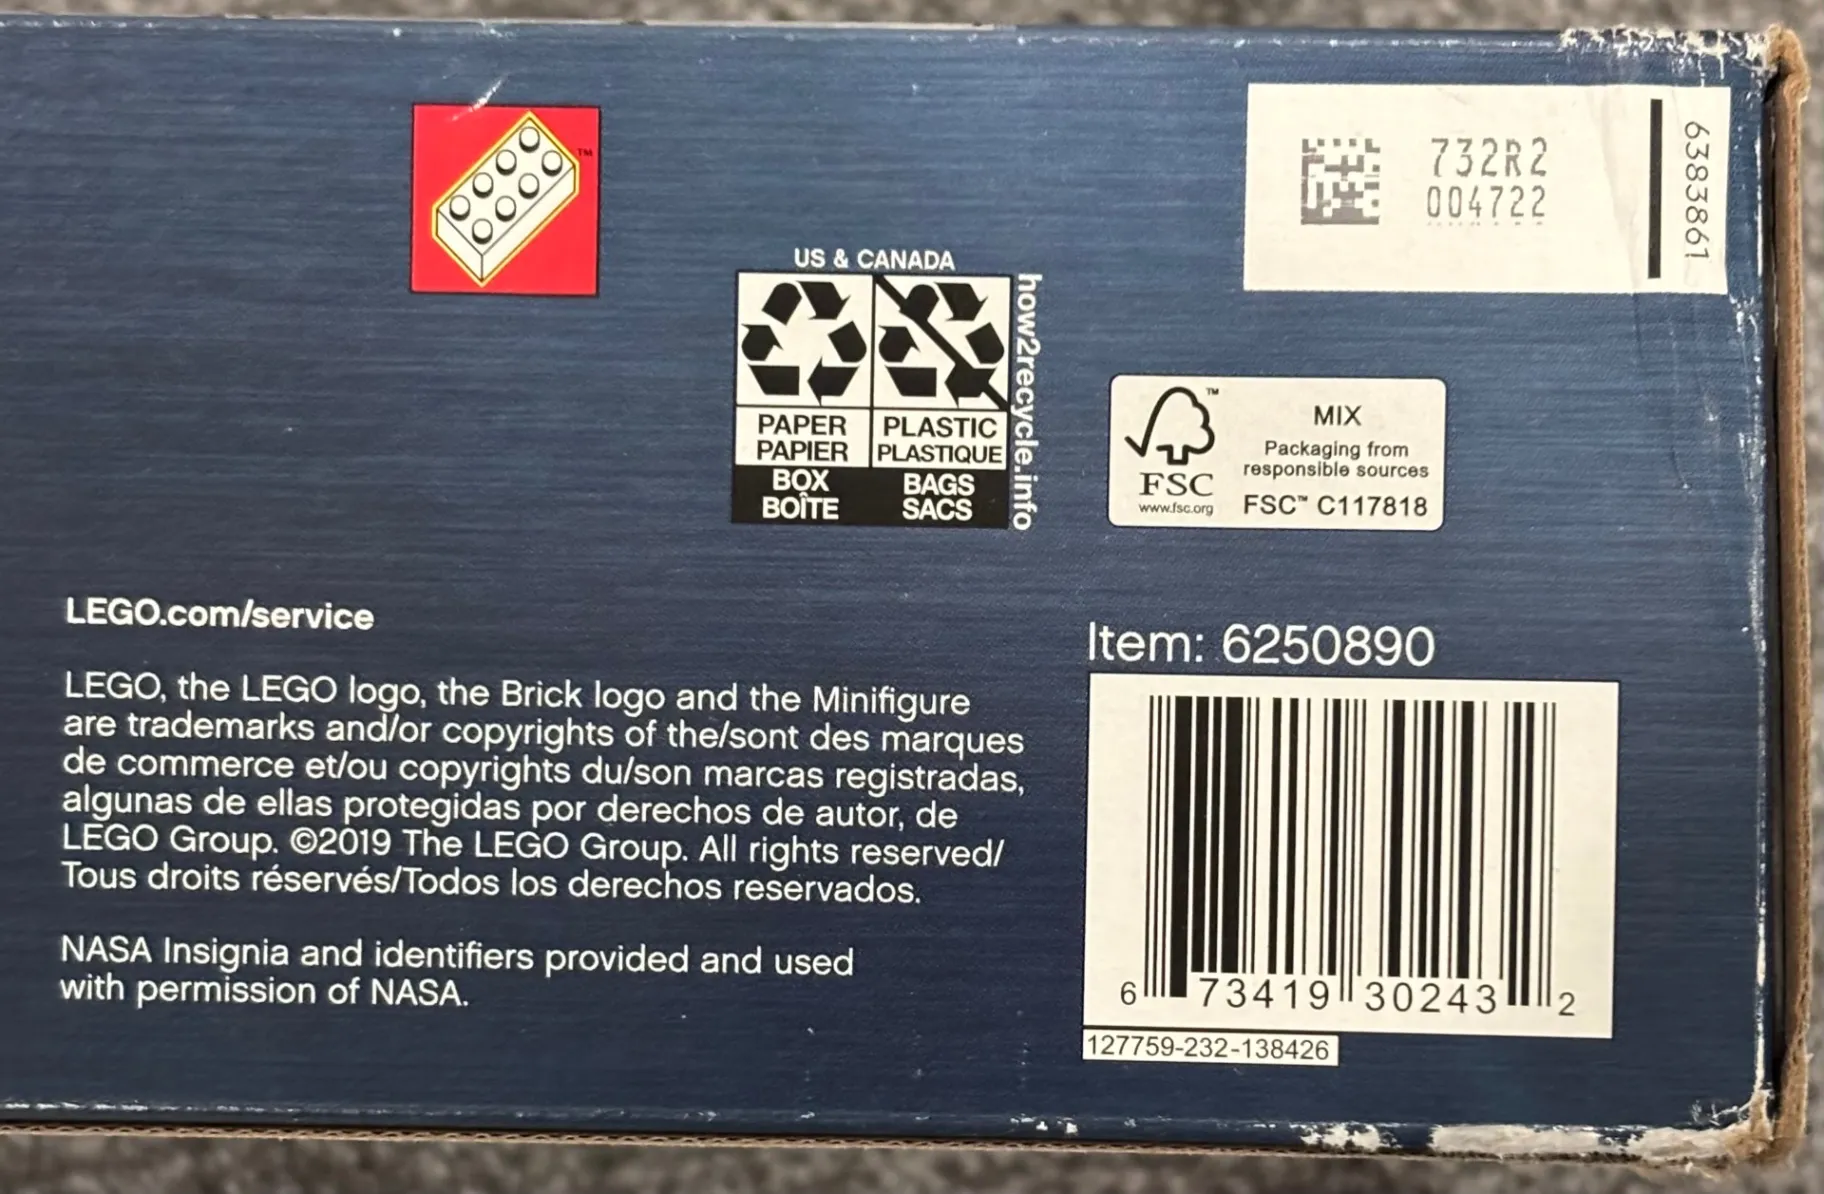 ™
732R2
004722
6383861
US & CANADA
PAPER
PAPIER
BOX
BOÎTE
PLASTIC
PLASTIQUE
BAGS
SACS
how2recycle.info
™
FSC
www.fsc.org
MIX
Packaging from
responsible sources
FSC™ C117818
LEGO.com/service
LEGO, the LEGO logo, the Brick logo and the Minifigure
are trademarks and/or copyrights of the/sont des marques
de commerce et/ou copyrights du/son marcas registradas,
algunas de ellas protegidas por derechos de autor, de
LEGO Group. ©2019 The LEGO Group. All rights reserved/
Tous droits réservés/Todos los derechos reservados.
NASA Insignia and identifiers provided and used
with permission of NASA.
Item: 6250890
6 73419 30243 2
127759-232-138426